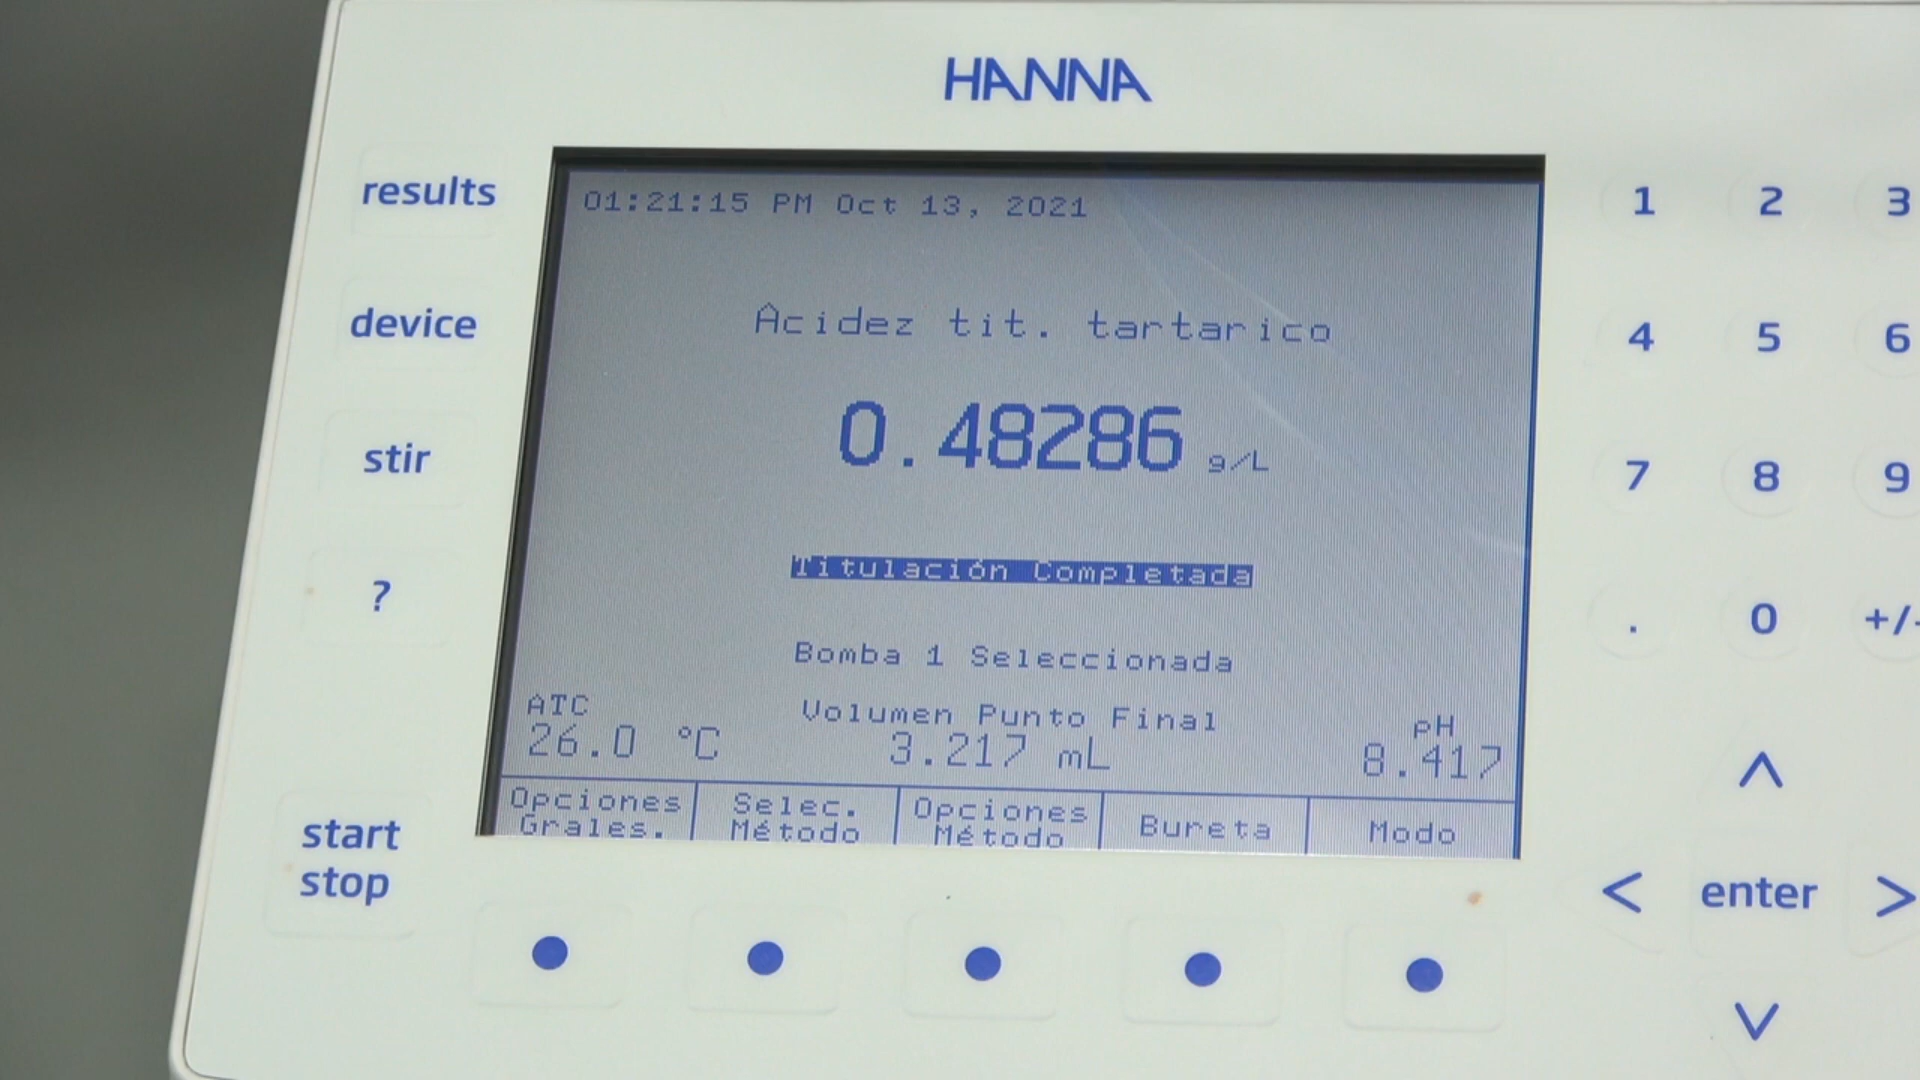 HANNA
results
device
stir
?
start
stop
01:21:15 PM Oct 13, 2021
Acidez tit. tartarico
0.48286 g/L
Titulación Completada
Bomba 1 Seleccionada
ATC
26.0 °C
Volumen Punto Final
3.217 mL
pH
8.417
Opciones
Grales.
Selec.
Método
Opciones
Método
Bureta
Modo
1 2 3
4 5 6
7 8 9
. 0 +/-
enter